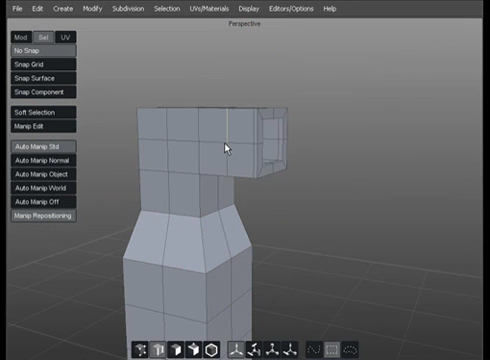 File Edit Create Modify Subdivision Selection UVs/Materials Display Editors/Options Help
Perspective
Mod Sel UV
No Snap
Snap Grid
Snap Surface
Snap Component
Soft Selection
Manip Edit
Auto Manip Std
Auto Manip Normal
Auto Manip Object
Auto Manip World
Auto Manip Off
Manip Repositioning